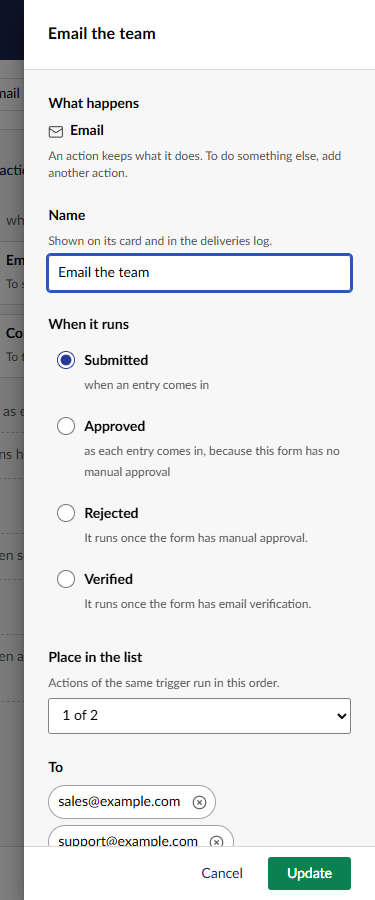 Email the team
What happens
Email
An action keeps what it does. To do something else, add
another action.
Name
Shown on its card and in the deliveries log.
Email the team
When it runs
Submitted
when an entry comes in
Approved
as each entry comes in, because this form has no
manual approval
Rejected
It runs once the form has manual approval.
Verified
It runs once the form has email verification.
Place in the list
Actions of the same trigger run in this order.
1 of 2
To
sales@example.com
support@example.com
Cancel
Update